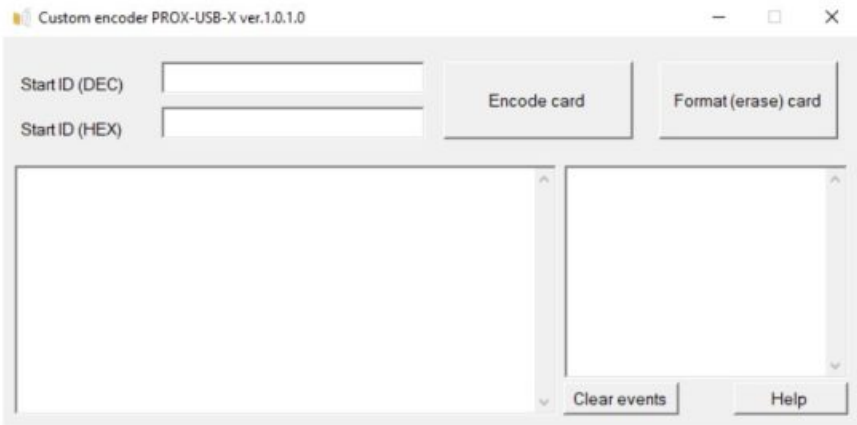 Custom encoder PROX-USB-X ver.1.0.1.0
Start ID (DEC)
Encode card
Format (erase) card
Start ID (HEX)
Clear events
Help